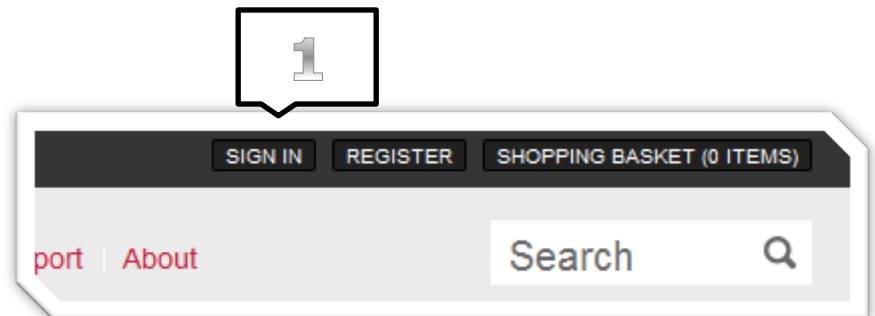 1
SIGN IN REGISTER SHOPPING BASKET (0 ITEMS)
port About Search